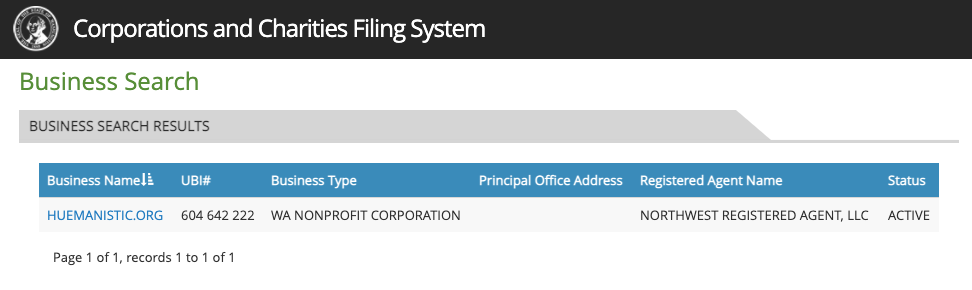 Corporations and Charities Filing System
Business Search
BUSINESS SEARCH RESULTS
Business Name UBI# Business Type Principal Office Address Registered Agent Name Status
HUEMANISTIC.ORG 604 642 222 WA NONPROFIT CORPORATION NORTHWEST REGISTERED AGENT, LLC ACTIVE
Page 1 of 1, records 1 to 1 of 1